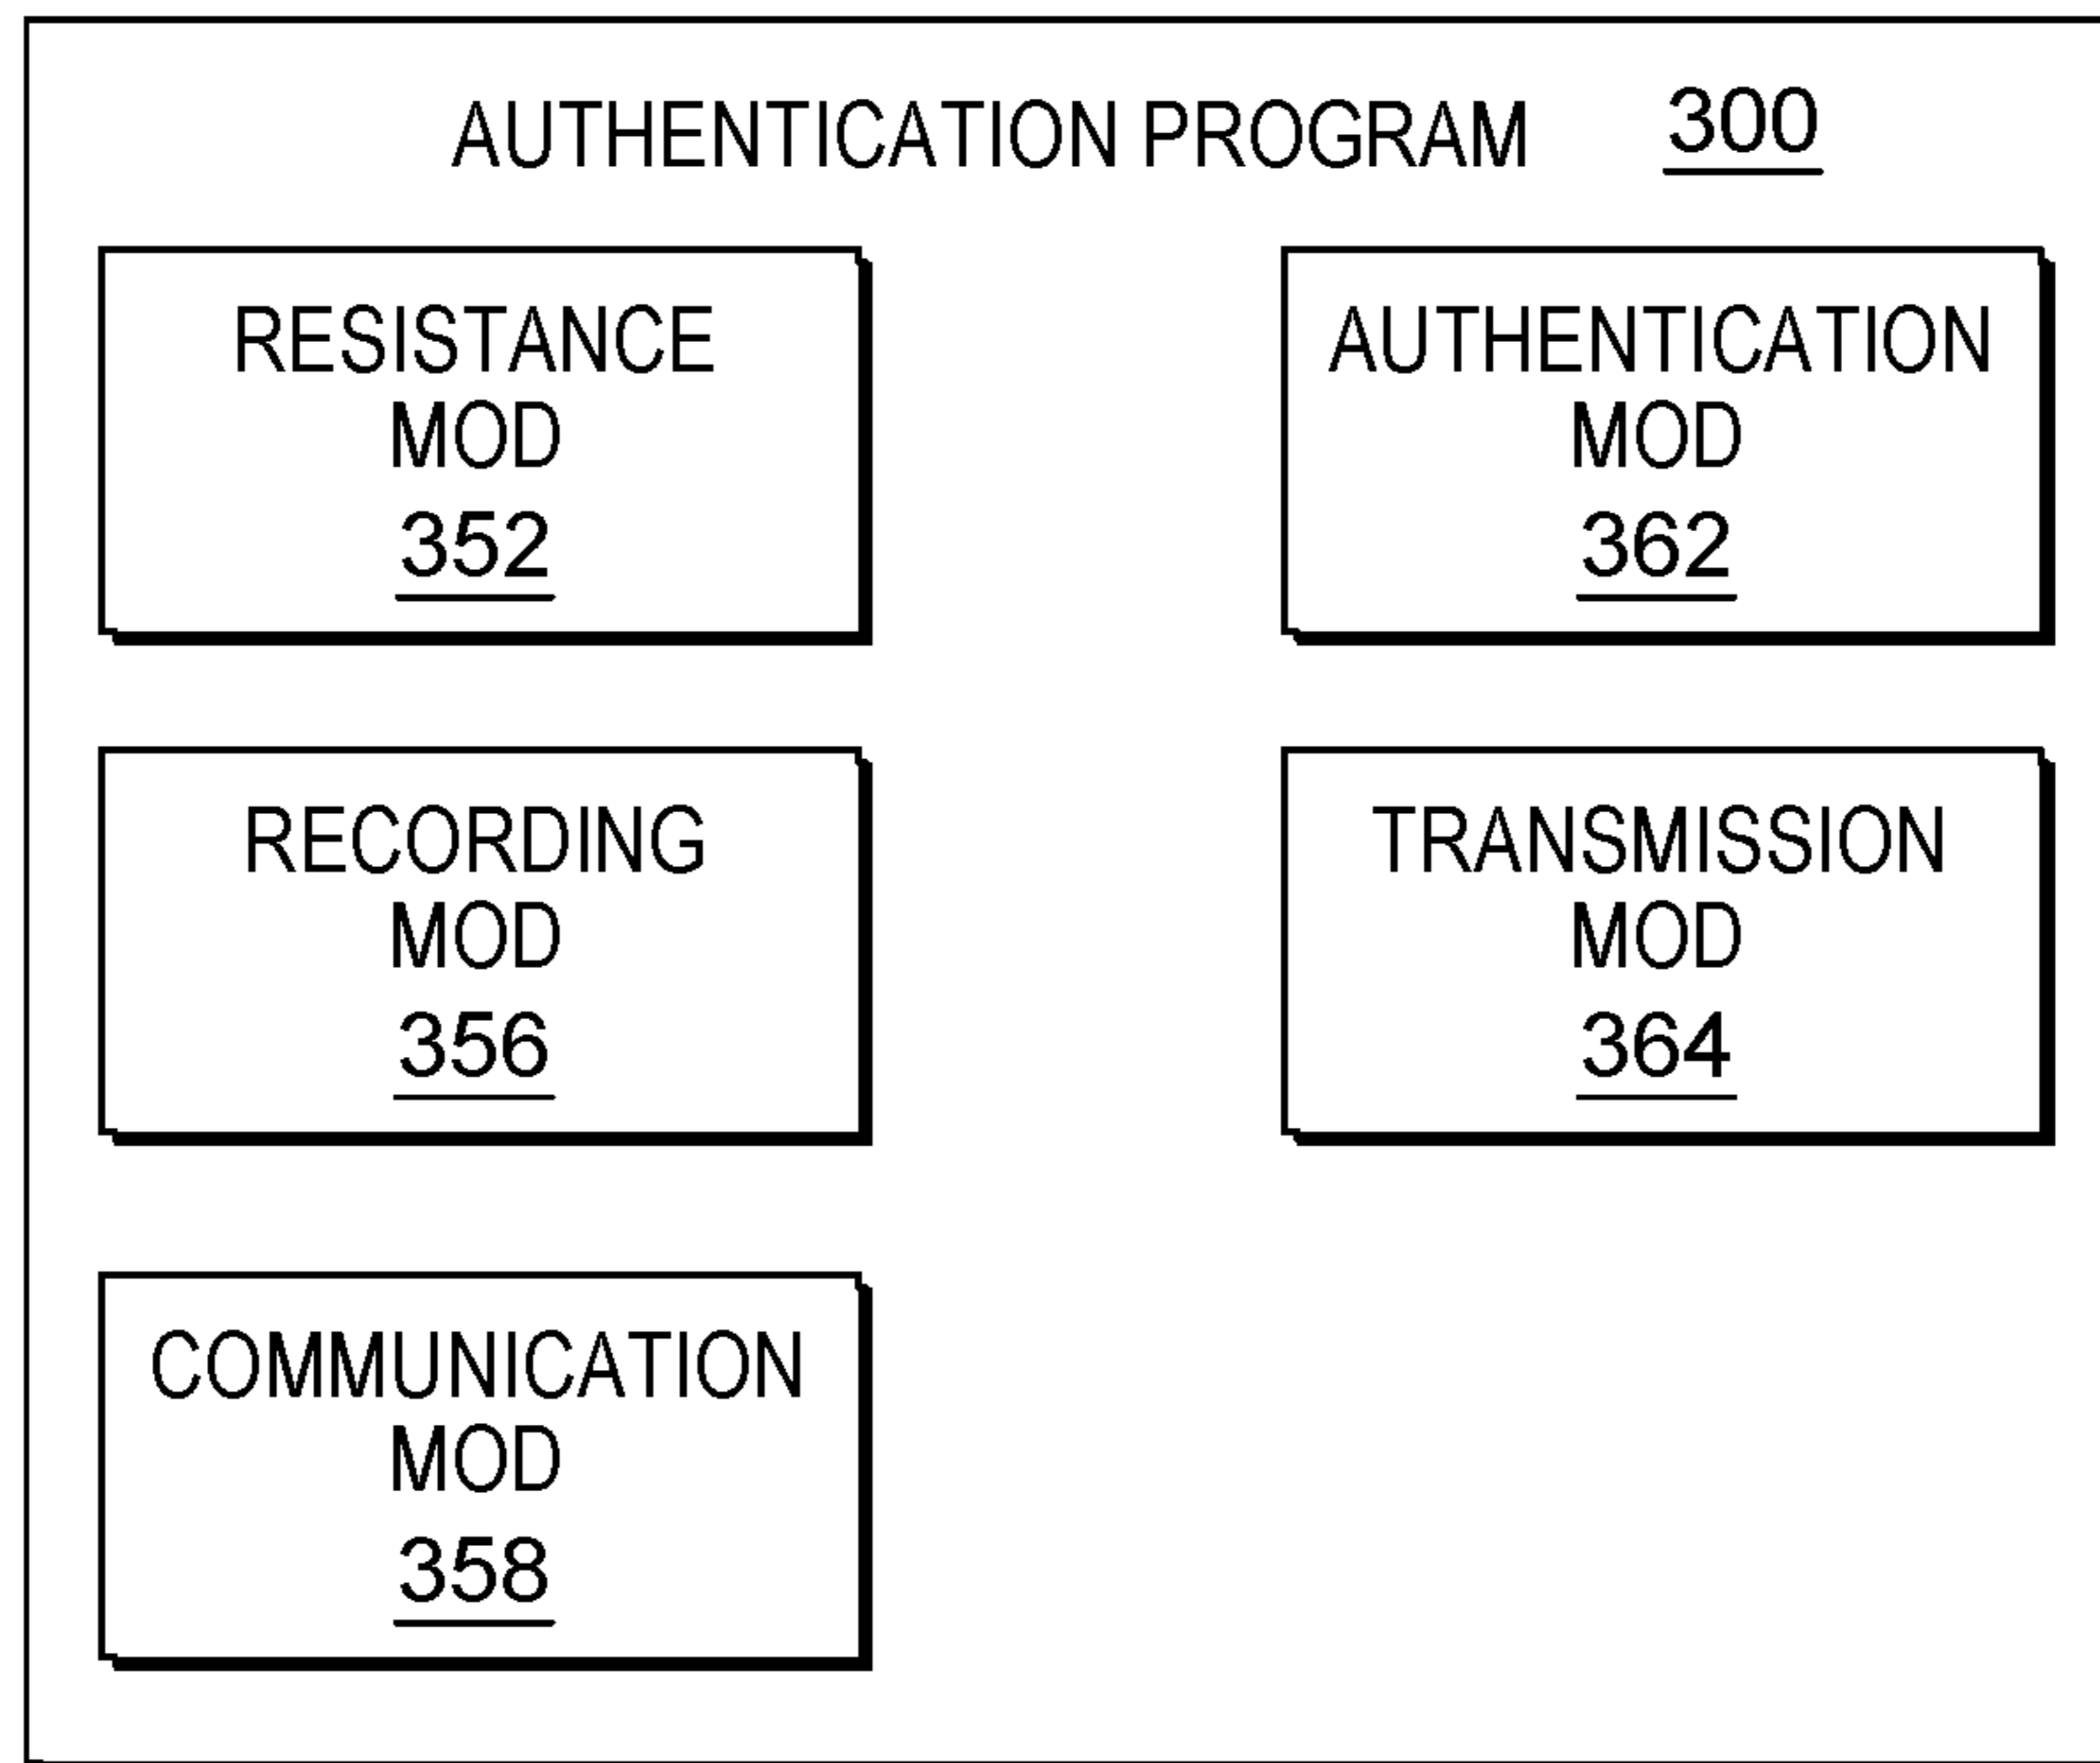 AUTHENTICATION PROGRAM 300
RESISTANCE
MOD
352
AUTHENTICATION
MOD
362
RECORDING
MOD
356
TRANSMISSION
MOD
364
COMMUNICATION
MOD
358